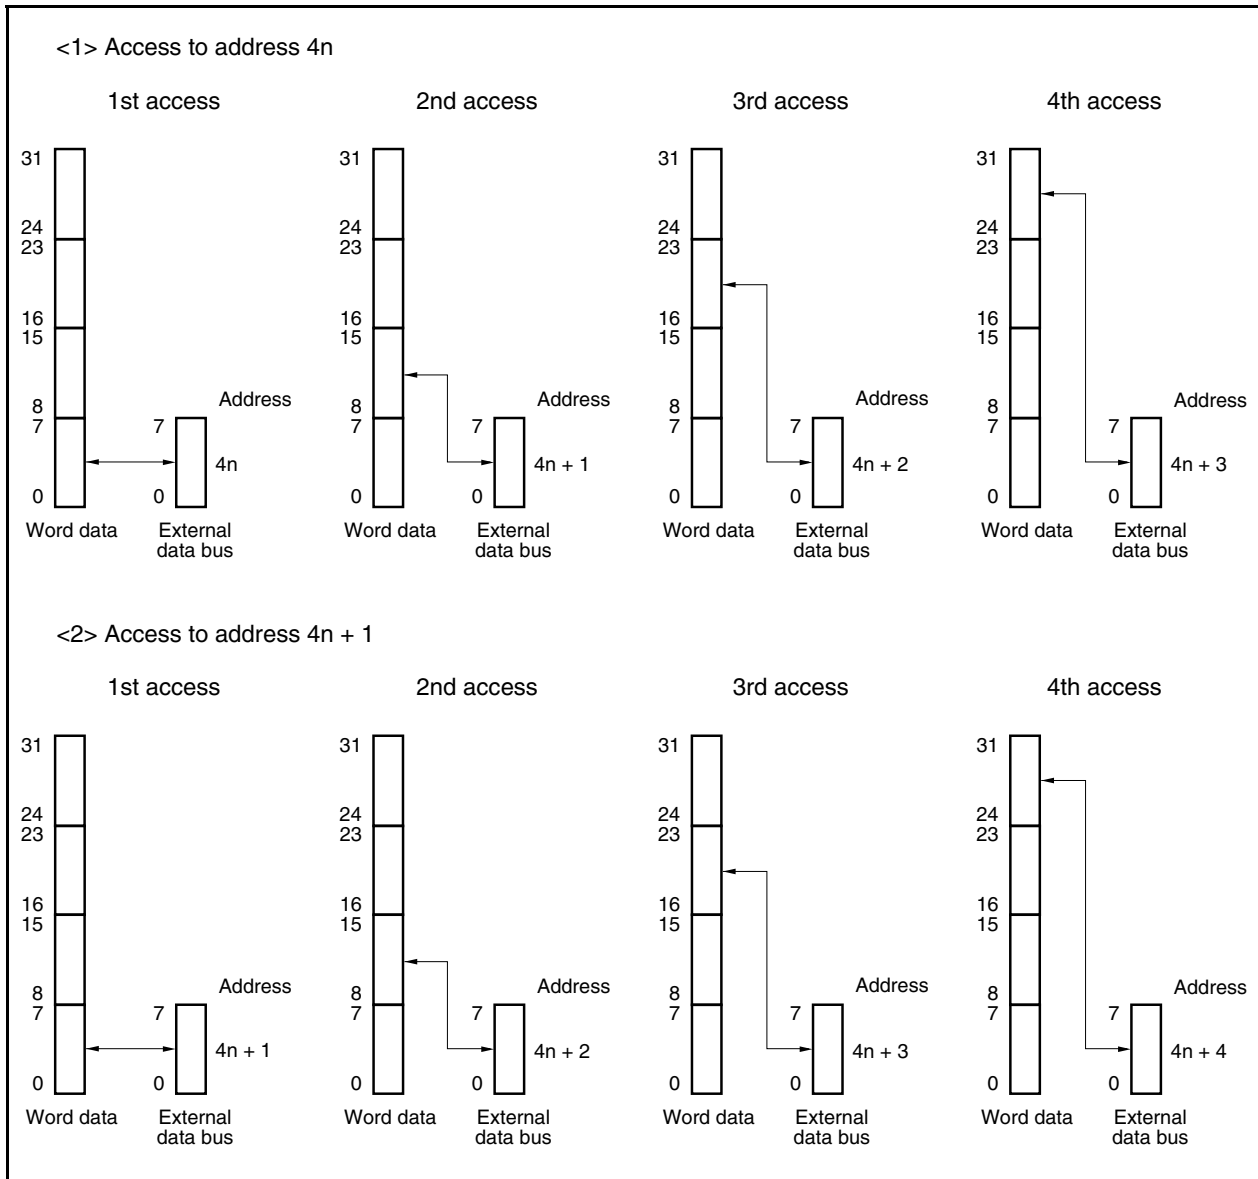 <1> Access to address 4n
1st access 2nd access 3rd access 4th access
31 31 31 31
24 24 24 24
23 23 23 23
16 16 16 16
15 15 15 15
Address Address Address Address
8 8 8 8
7 7 7 7 7 7 7 7
4n 4n + 1 4n + 2 4n + 3
0 0 0 0 0 0 0 0
Word data External Word data External Word data External Word data External
data bus data bus data bus data bus
<2> Access to address 4n + 1
1st access 2nd access 3rd access 4th access
31 31 31 31
24 24 24 24
23 23 23 23
16 16 16 16
15 15 15 15
Address Address Address Address
8 8 8 8
7 7 7 7 7 7 7 7
4n + 1 4n + 2 4n + 3 4n + 4
0 0 0 0 0 0 0 0
Word data External Word data External Word data External Word data External
data bus data bus data bus data bus